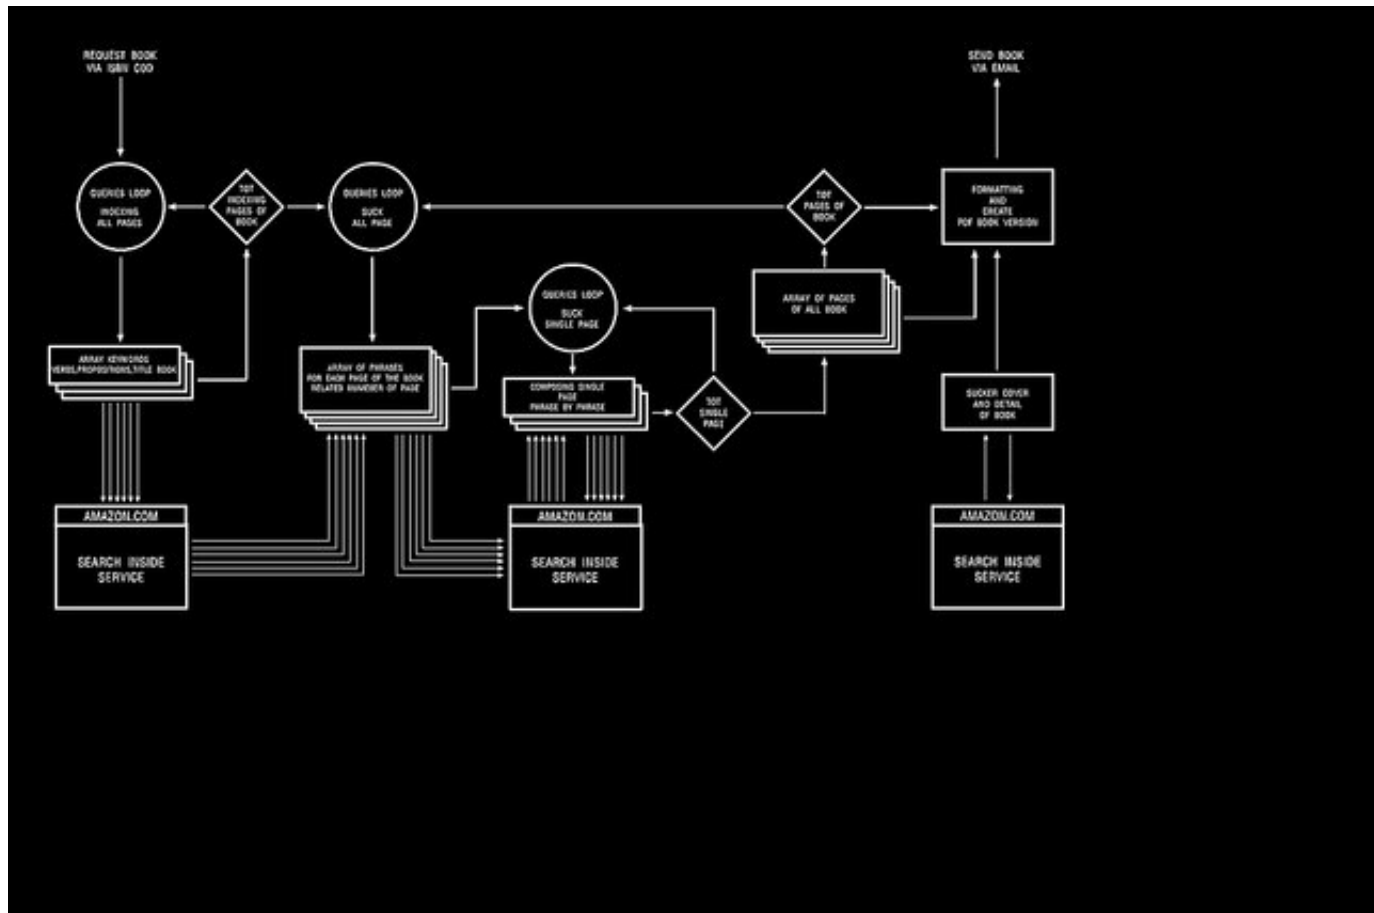 REQUEST BOOK
VIA ISBN COD
SEND BOOK
VIA EMAIL
QUERIES LOOP
INDEXING
ALL PAGES
TOT
INDEXING
PAGES OF
BOOK
QUERIES LOOP
SUCK
ALL PAGE
TOT
PAGES OF
BOOK
FORMATTING
AND
CREATE
PDF BOOK VERSION
QUERIES LOOP
SUCK
SINGLE PAGE
ARRAY OF PAGES
OF ALL BOOK
ARRAY KEYWORDS
VERBS,PROPOSITIONS,TITLE BOOK
ARRAY OF PHRASES
FOR EACH PAGE OF THE BOOK
RELATED NUMBER OF PAGE
COMPOSING SINGLE
PAGE
PHRASE BY PHRASE
TOT
SINGLE
PAGE
SUCKER COVER
AND DETAIL
OF BOOK
AMAZON.COM
SEARCH INSIDE
SERVICE
AMAZON.COM
SEARCH INSIDE
SERVICE
AMAZON.COM
SEARCH INSIDE
SERVICE